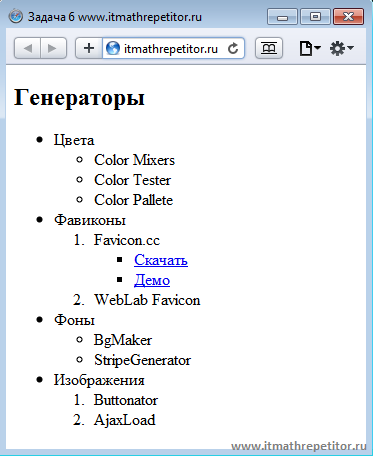 Задача 6 www.itmathrepetitor.ru
itmathrepetitor.ru
Генераторы
Цвета
Color Mixers
Color Tester
Color Pallete
Фавиконы
1. Favicon.cc
Скачать
Демо
2. WebLab Favicon
Фоны
BgMaker
StripeGenerator
Изображения
1. Buttonator
2. AjaxLoad
www.itmathrepetitor.ru